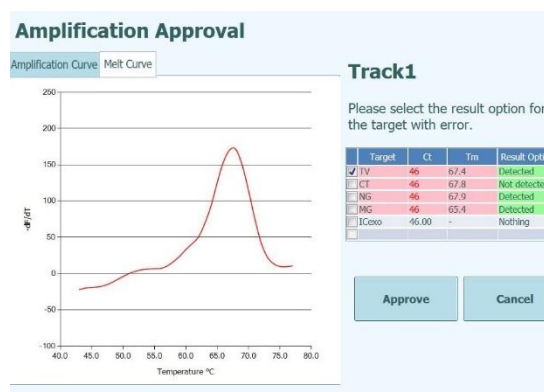 Amplification Approval
Amplification Curve Melt Curve
Track1
Please select the result option for
the target with error.
Target Ct Tm Result Opti
TV 46 67.4 Detected
CT 46 67.8 Not detecte
NG 46 67.9 Detected
MG 46 65.4 Detected
ICexo 46.00 - Nothing
Approve Cancel
250
200
150
100
50
0
-50
-100
-dF/dT
40.0 45.0 50.0 55.0 60.0 65.0 70.0 75.0 80.0
Temperature ºC